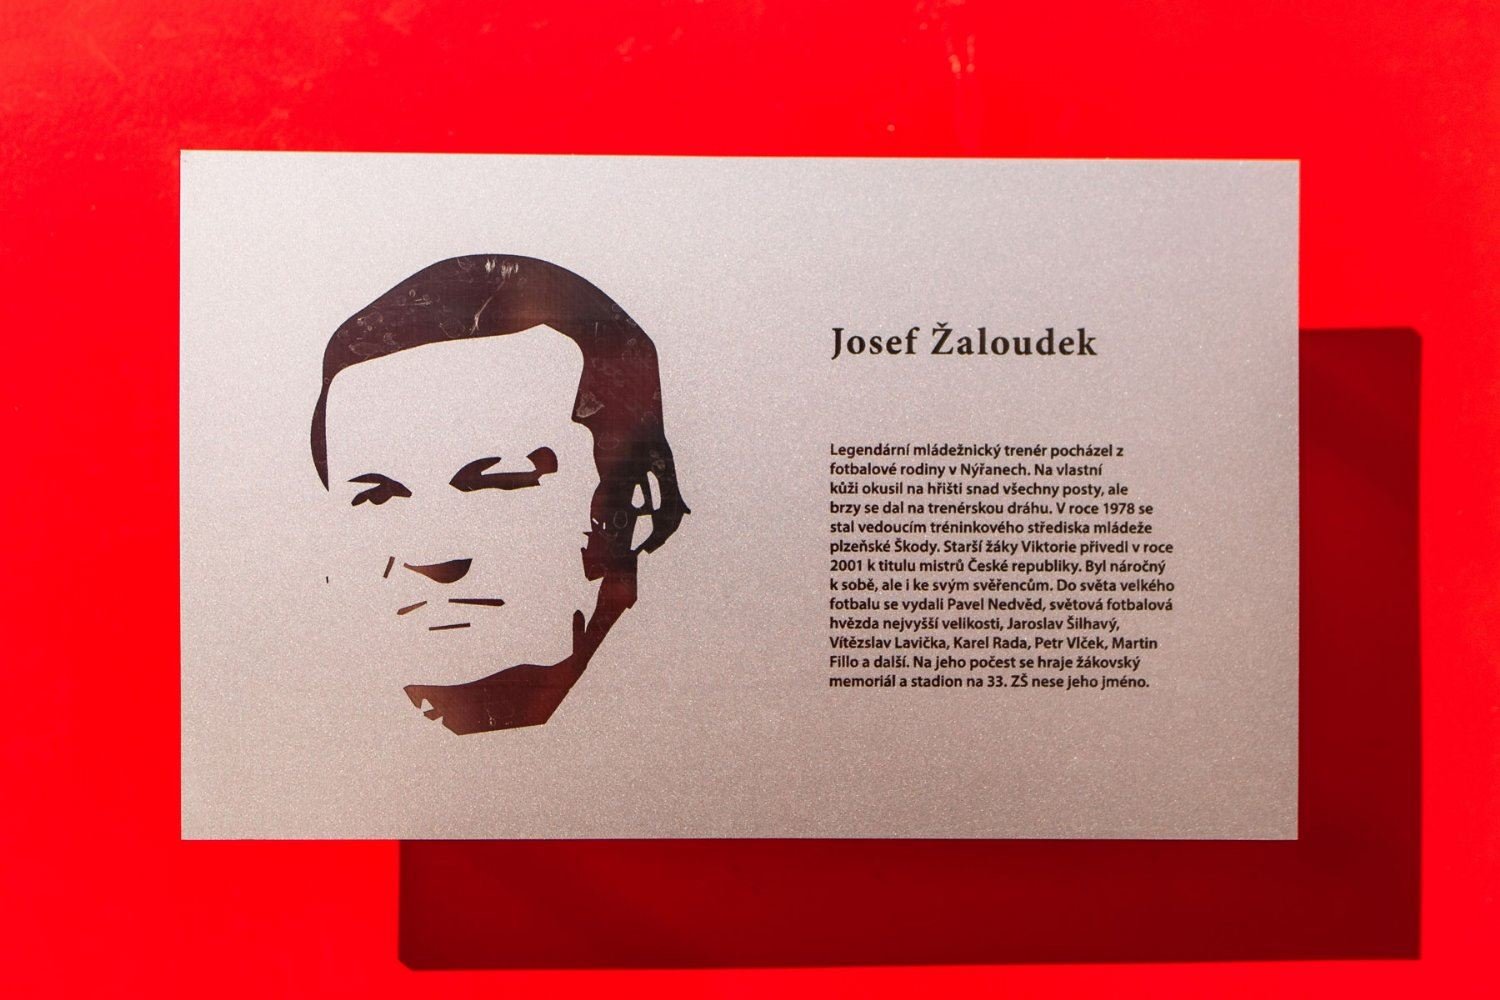 Josef Žaloudek
Legendární mládežnický trenér pocházel z
fotbalové rodiny v Nýřanech. Na vlastní
kůži okusil na hřišti snad všechny posty, ale
brzy se dal na trenérskou dráhu. V roce 1978 se
stal vedoucím tréninkového střediska mládeže
plzeňské Škody. Starší žáky Viktorie přivedl v roce
2001 k titulu mistrů České republiky. Byl náročný
k sobě, ale i ke svým svěřencům. Do světa velkého
fotbalu se vydali Pavel Nedvěd, světová fotbalová
hvězda nejvyšší velikosti, Jaroslav Šilhavý,
Vítězslav Lavička, Karel Rada, Petr Vlček, Martin
Fillo a další. Na jeho počest se hraje žákovský
memoriál a stadion na 33. ZŠ nese jeho jméno.